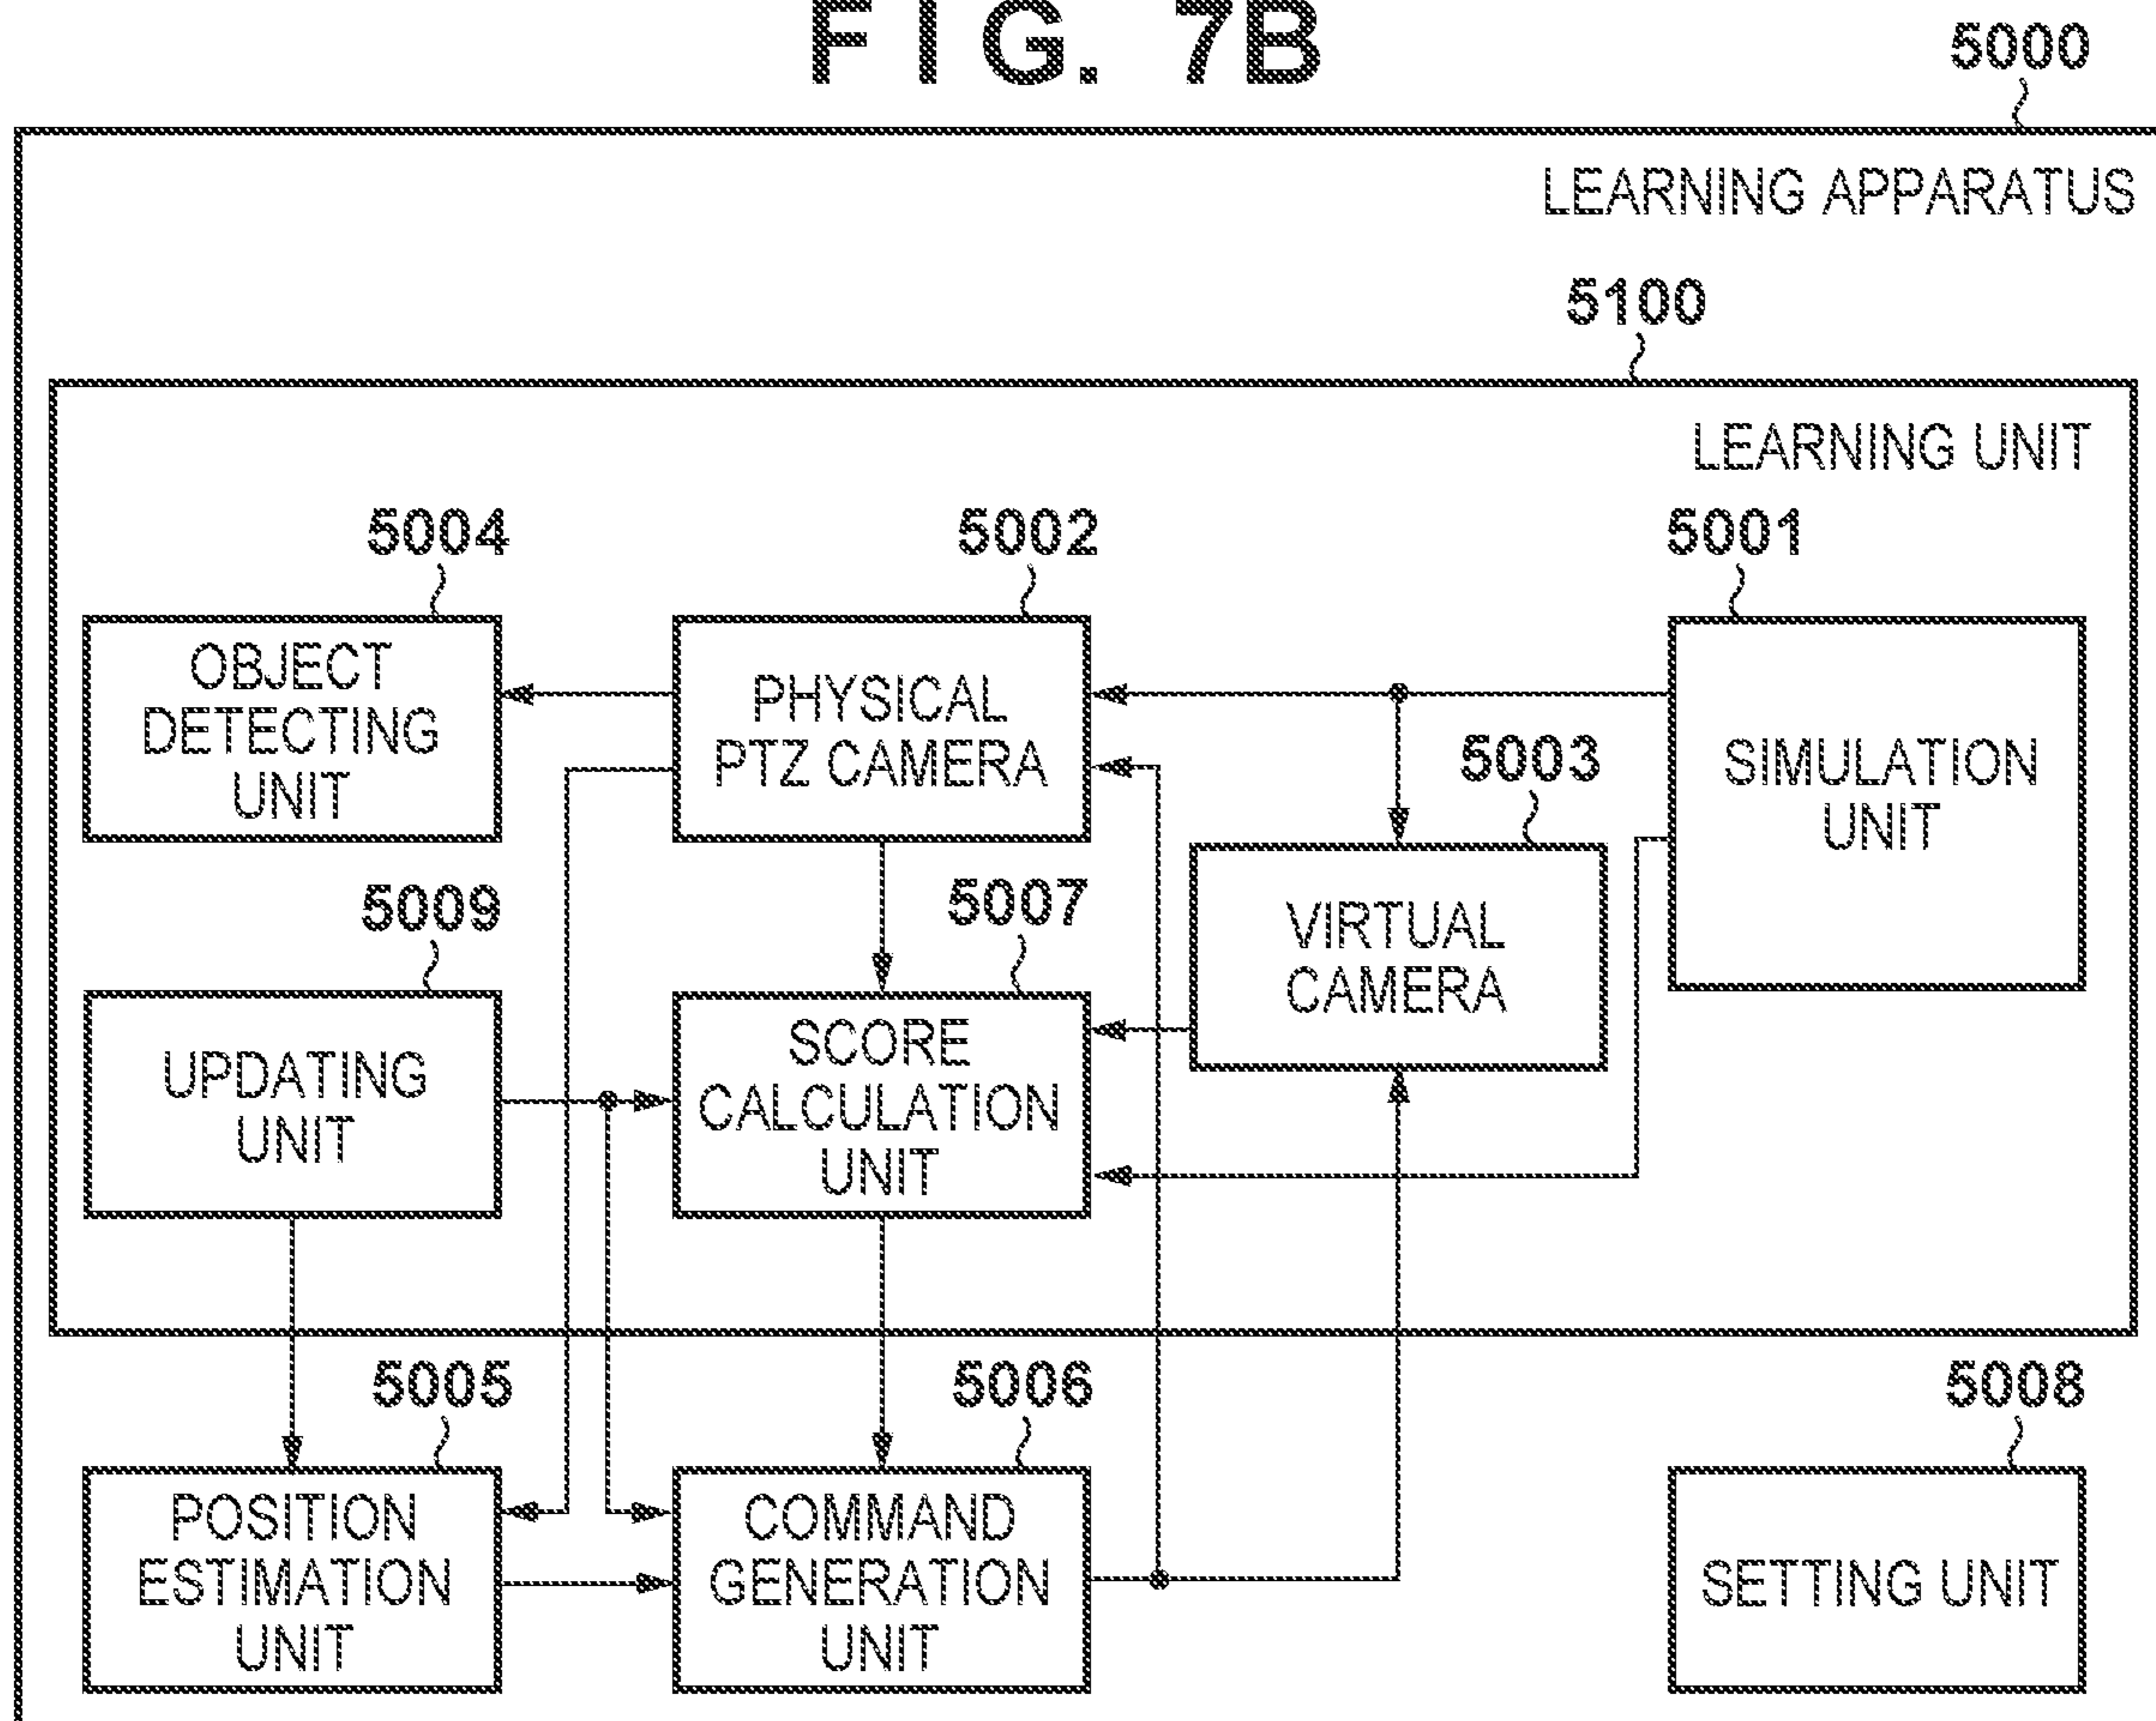 FIG. 7B
5000
LEARNING APPARATUS
5100
LEARNING UNIT
5004
5002
5001
OBJECT
DETECTING
UNIT
PHYSICAL
PTZ CAMERA
SIMULATION
UNIT
5003
VIRTUAL
CAMERA
5009
5007
UPDATING
UNIT
SCORE
CALCULATION
UNIT
5005
5006
5008
POSITION
ESTIMATION
UNIT
COMMAND
GENERATION
UNIT
SETTING UNIT